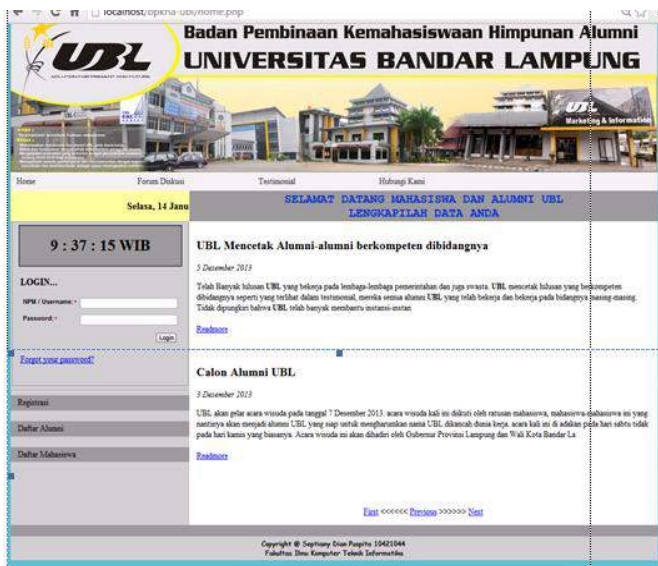 localhost/bpkha-ubl/home.php
Badan Pembinaan Kemahasiswaan Himpunan Alumni
UNIVERSITAS BANDAR LAMPUNG
UBL
UBL
Marketing & Information
Home Forum Diskusi Testimonial Hubungi Kami
Selasa, 14 Janu
SELAMAT DATANG MAHASISWA DAN ALUMNI UBL
LENGKAPILAH DATA ANDA
9 : 37 : 15 WIB
LOGIN...
NPM / Username: *
Password: *
Login
Forgot your password?
Registrasi
Daftar Alumni
Daftar Mahasiswa
UBL Mencetak Alumni-alumni berkompeten dibidangnya
5 Desember 2013
Telah Banyak lulusan UBL yang bekerja pada lembaga-lembaga pemerintahan dan juga swasta. UBL mencetak lulusan yang berkompeten
dibidangnya seperti yang terlihat dalam testimonial, mereka semua alumni UBL yang telah bekerja dan bekerja pada bidangnya masing-masing.
Tidak dipungkiri bahwa UBL telah banyak membantu instansi-instan
Readmore
Calon Alumni UBL
3 Desember 2013
UBL akan gelar acara wisuda pada tanggal 7 Desember 2013. acara wisuda kali ini diikuti oleh ratusan mahasiswa, mahasiswa-mahasiswa ini yang
nantinya akan menjadi alumni UBL yang siap untuk mengharumkan nama UBL dikancah dunia kerja. acara kali ini di adakan pada hari sabtu tidak
pada hari kamis yang biasanya. Acara wisuda ini akan dihadiri oleh Gubernur Provinsi Lampung dan Wali Kota Bandar La
Readmore
First <<<<<< Previous >>>>>> Next
Copyright @ Septiany Dian Puspita 10421044
Fakultas Ilmu Komputer Teknik Informatika